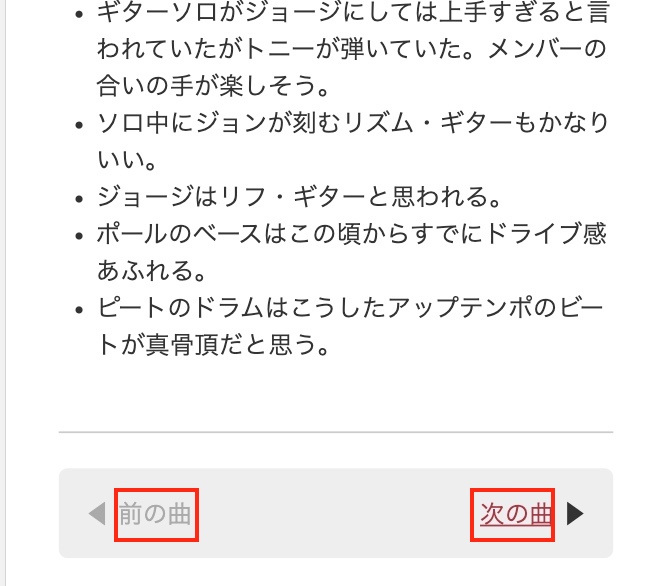 • ギターソロがジョージにしては上手すぎると言
われていたがトニーが弾いていた。メンバーの
合いの手が楽しそう。
• ソロ中にジョンが刻むリズム・ギターもかなり
いい。
• ジョージはリフ・ギターと思われる。
• ポールのベースはこの頃からすでにドライブ感
あふれる。
• ピートのドラムはこうしたアップテンポのビー
トが真骨頂だと思う。
◀ 前の曲 次の曲 ▶